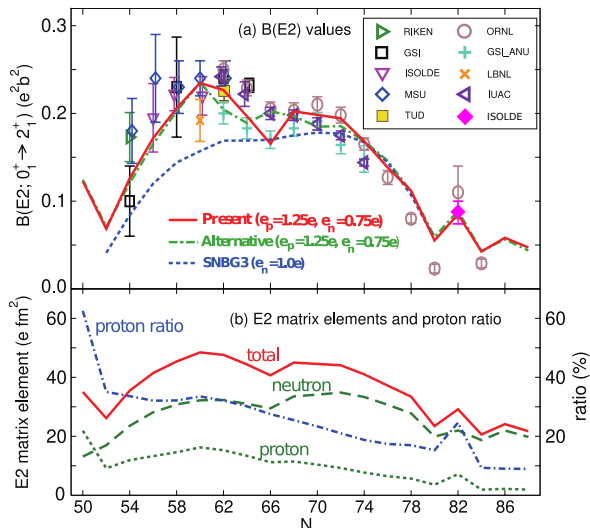 (a) B(E2) values
RIKEN
GSI
ISOLDE
MSU
TUD
ORNL
GSI_ANU
LBNL
IUAC
ISOLDE
B(E2; 0₁⁺ → 2₁⁺) (e²b²)
0.3
0.2
0.1
0.0
Present (eₚ=1.25e, eₙ=0.75e)
Alternative (eₚ=1.25e, eₙ=0.75e)
SNBG3 (eₙ=1.0e)
(b) E2 matrix elements and proton ratio
proton ratio
total
neutron
proton
E2 matrix element (e fm²)
60
40
20
0
ratio (%)
60
40
20
0
50 54 58 62 66 70 74 78 82 86
N